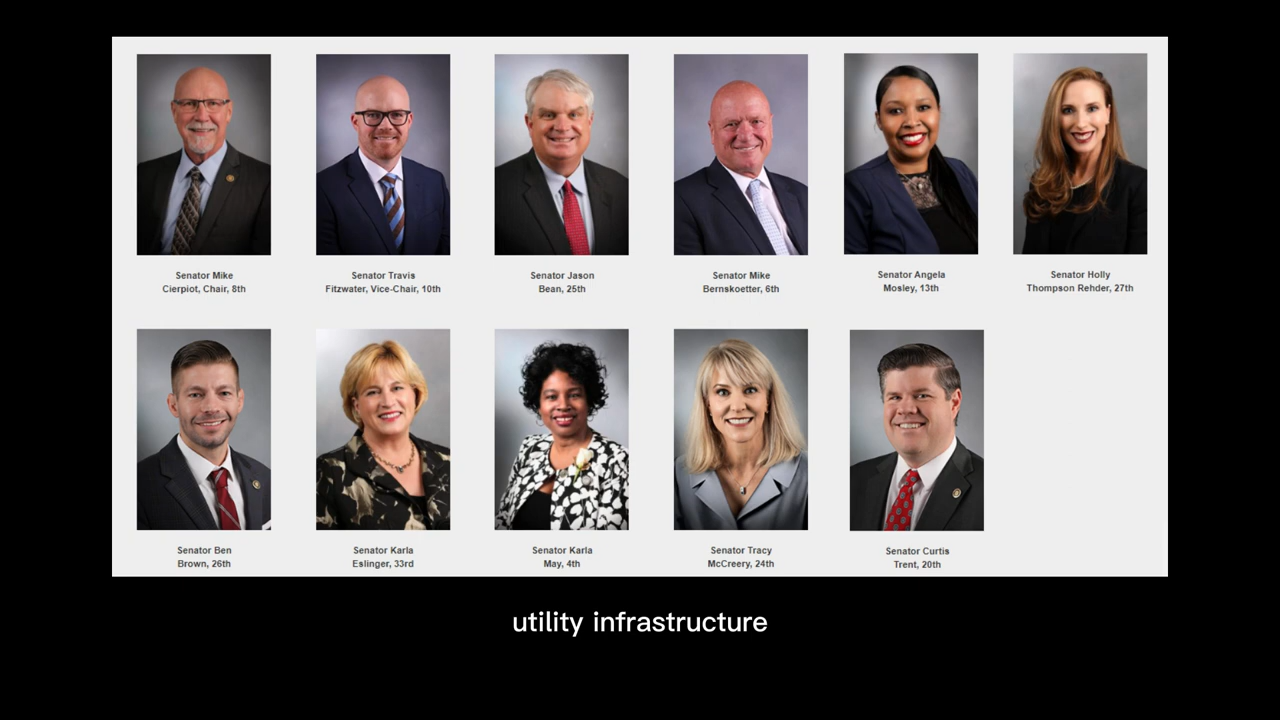 Senator Mike
Cierpiot, Chair, 8th
Senator Travis
Fitzwater, Vice-Chair, 10th
Senator Jason
Bean, 25th
Senator Mike
Bernskoetter, 6th
Senator Angela
Mosley, 13th
Senator Holly
Thompson Rehder, 27th
Senator Ben
Brown, 26th
Senator Karla
Eslinger, 33rd
Senator Karla
May, 4th
Senator Tracy
McCreery, 24th
Senator Curtis
Trent, 20th
utility infrastructure